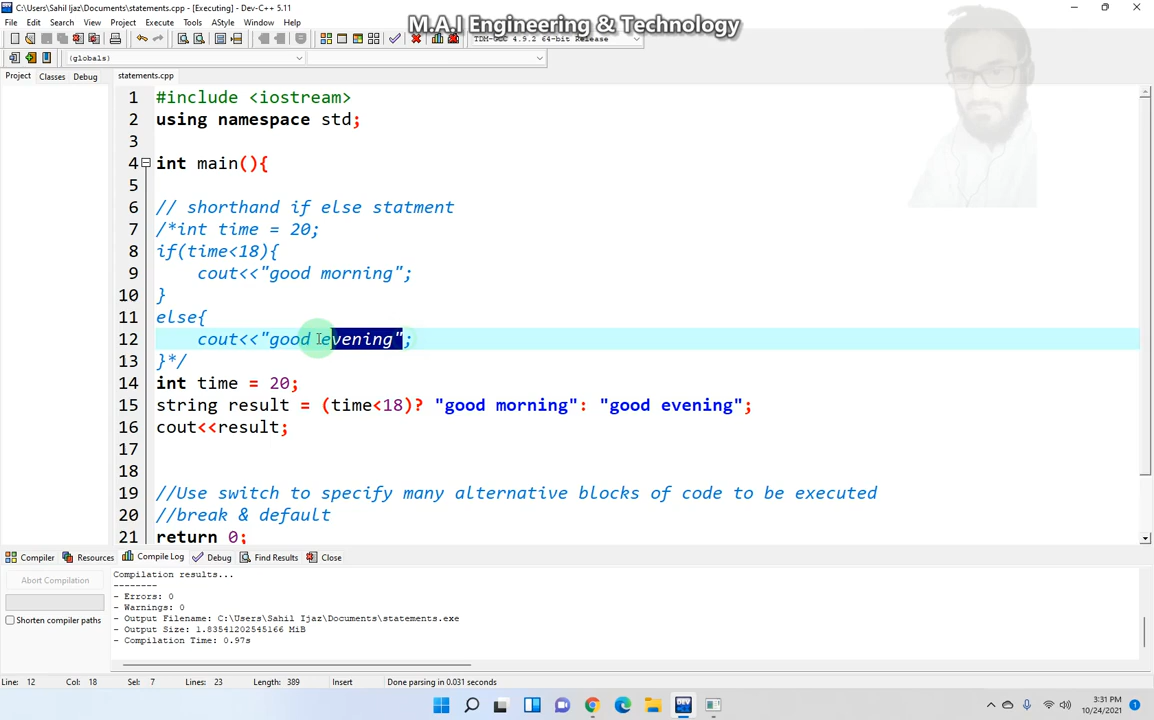 C:\Users\Sahil Ijaz\Documents\statements.cpp - [Executing] - Dev-C++ 5.11
M.A.I Engineering & Technology
File Edit Search View Project Execute Tools AStyle Window Help
TDM-GCC 4.9.2 64-bit Release
(globals)
Project Classes Debug statements.cpp
1 #include <iostream>
2 using namespace std;
3
4 int main(){
5
6 // shorthand if else statment
7 /*int time = 20;
8 if(time<18){
9 cout<<"good morning";
10 }
11 else{
12 cout<<"good evening";
13 }*/
14 int time = 20;
15 string result = (time<18)? "good morning": "good evening";
16 cout<<result;
17
18
19 //Use switch to specify many alternative blocks of code to be executed
20 //break & default
21 return 0;
Compiler Resources Compile Log Debug Find Results Close
Abort Compilation
Shorten compiler paths
Compilation results...
--------
- Errors: 0
- Warnings: 0
- Output Filename: C:\Users\Sahil Ijaz\Documents\statements.exe
- Output Size: 1.83541202545166 MiB
- Compilation Time: 0.97s
Line: 12 Col: 18 Sel: 7 Lines: 23 Length: 389 Insert Done parsing in 0.031 seconds
3:31 PM
10/24/2021